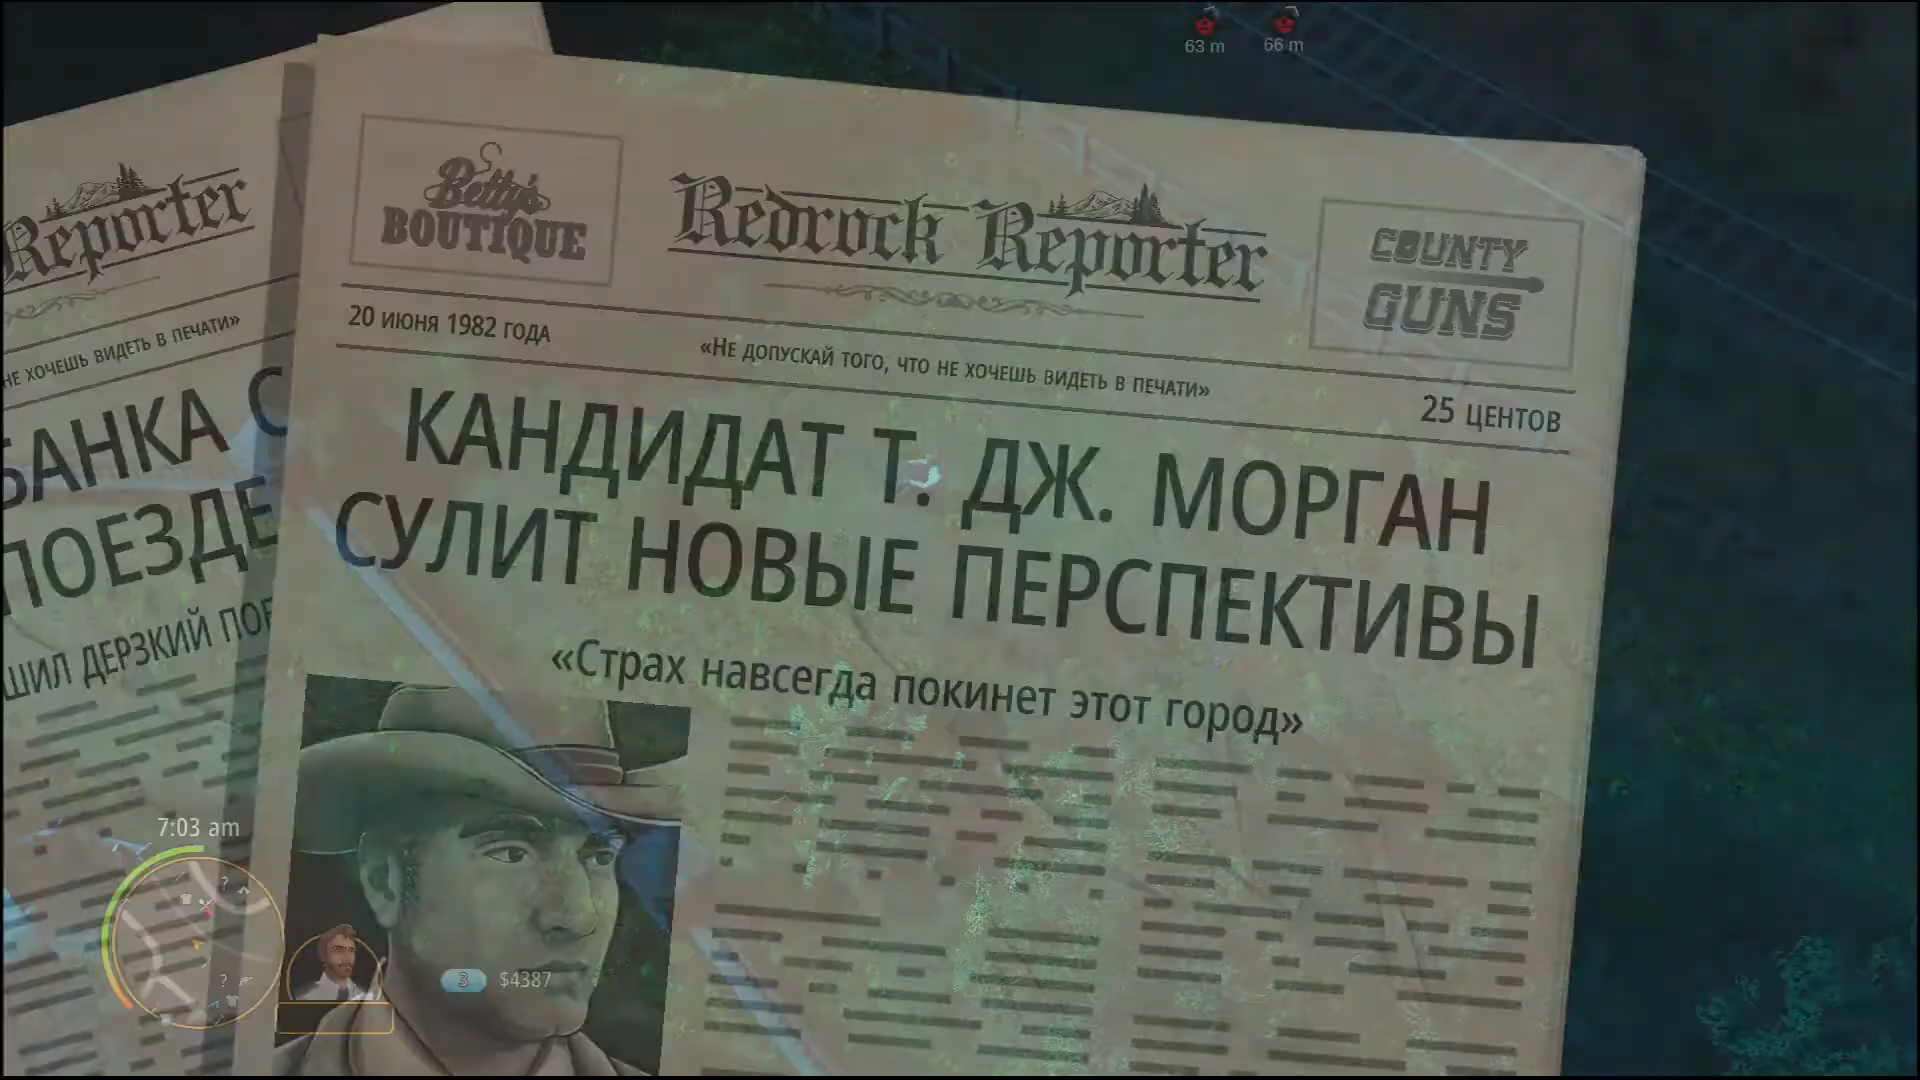 63 m
66 m
Betty's
BOUTIQUE
Redrock Reporter
COUNTY
GUNS
20 ИЮНЯ 1982 ГОДА
«НЕ ДОПУСКАЙ ТОГО, ЧТО НЕ ХОЧЕШЬ ВИДЕТЬ В ПЕЧАТИ»
25 ЦЕНТОВ
КАНДИДАТ Т. ДЖ. МОРГАН
СУЛИТ НОВЫЕ ПЕРСПЕКТИВЫ
«Страх навсегда покинет этот город»
Reporter
НЕ ХОЧЕШЬ ВИДЕТЬ В ПЕЧАТИ»
БАНКА С
ПОЕЗДЕ
ШИЛ ДЕРЗКИЙ ПОЕ
7:03 am
?
?
3
$4387